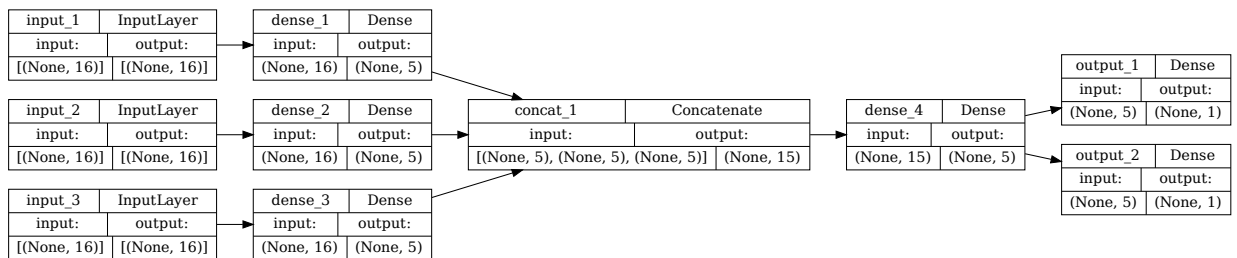 input_1 InputLayer
input: output:
[(None, 16)] [(None, 16)]
dense_1 Dense
input: output:
(None, 16) (None, 5)
input_2 InputLayer
input: output:
[(None, 16)] [(None, 16)]
dense_2 Dense
input: output:
(None, 16) (None, 5)
input_3 InputLayer
input: output:
[(None, 16)] [(None, 16)]
dense_3 Dense
input: output:
(None, 16) (None, 5)
concat_1 Concatenate
input: output:
[(None, 5), (None, 5), (None, 5)] (None, 15)
dense_4 Dense
input: output:
(None, 15) (None, 5)
output_1 Dense
input: output:
(None, 5) (None, 1)
output_2 Dense
input: output:
(None, 5) (None, 1)